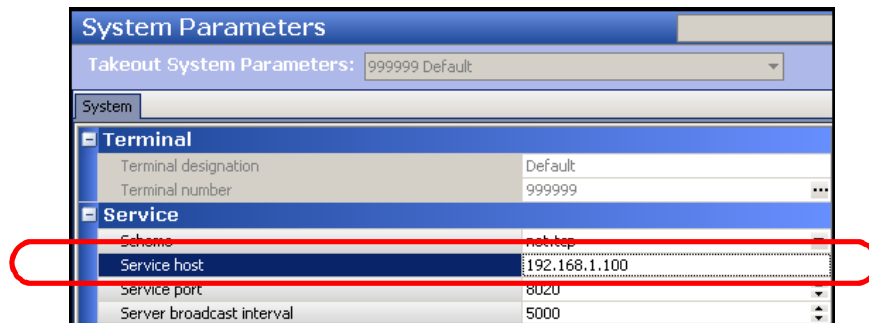 System Parameters
Takeout System Parameters: 999999 Default
System
Terminal
Terminal designation Default
Terminal number 999999 ...
Service
Scheme net.tcp
Service host 192.168.1.100
Service port 8020
Server broadcast interval 5000